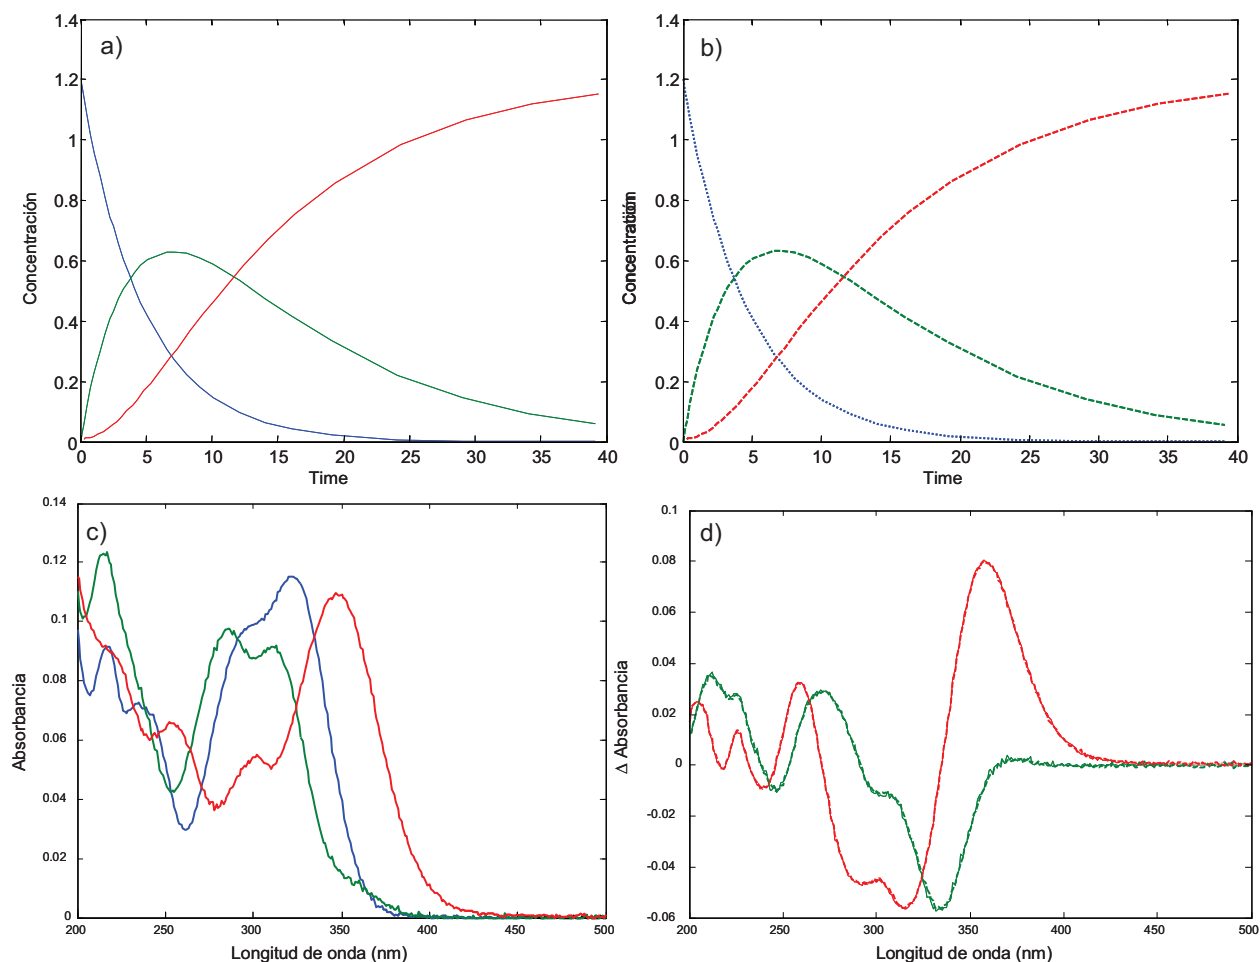 a)
1.4
1.2
1
0.8
0.6
0.4
0.2
0
0 5 10 15 20 25 30 35 40
Concentración
Time
b)
1.4
1.2
1
0.8
0.6
0.4
0.2
0
0 5 10 15 20 25 30 35 40
Concentración
Time
c)
0.14
0.12
0.1
0.08
0.06
0.04
0.02
0
200 250 300 350 400 450 500
Absorbancia
Longitud de onda (nm)
d)
0.1
0.08
0.06
0.04
0.02
0
-0.02
-0.04
-0.06
200 250 300 350 400 450 500
Δ Absorbancia
Longitud de onda (nm)